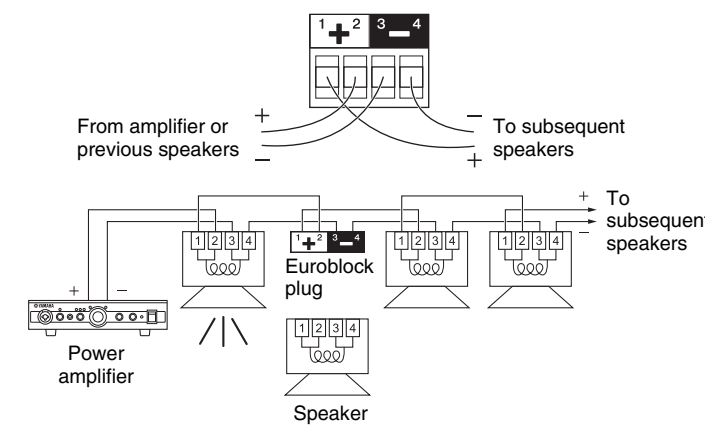 1 + 2 3 − 4
From amplifier or
previous speakers
+
−
−
+
To subsequent
speakers
+
−
To
subsequent
speakers
1 2 3 4
1 + 2 3 − 4
1 2 3 4
1 2 3 4
Euroblock
plug
+ −
YAMAHA
Power
amplifier
1 2 3 4
Speaker